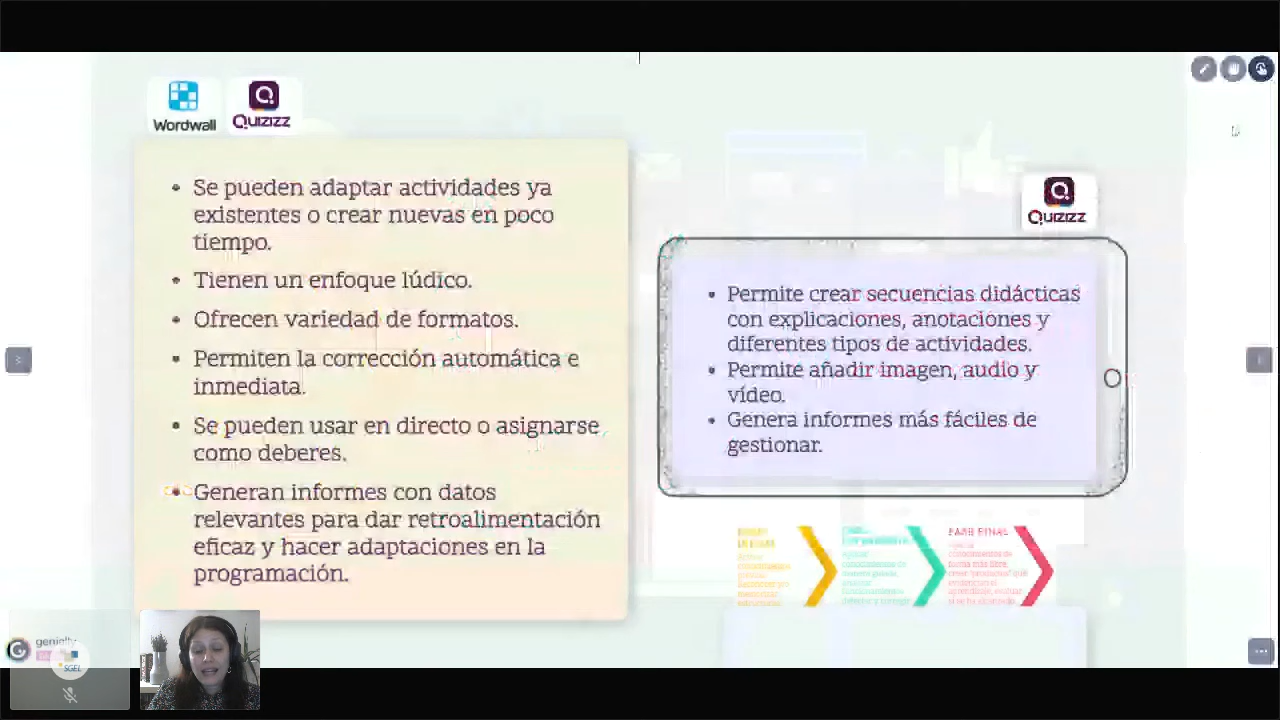 Wordwall
Quizizz
Se pueden adaptar actividades ya
existentes o crear nuevas en poco
tiempo.
Tienen un enfoque lúdico.
Ofrecen variedad de formatos.
Permiten la corrección automática e
inmediata.
Se pueden usar en directo o asignarse
como deberes.
Generan informes con datos
relevantes para dar retroalimentación
eficaz y hacer adaptaciones en la
programación.
Quizizz
Permite crear secuencias didácticas
con explicaciones, anotaciones y
diferentes tipos de actividades.
Permite añadir imagen, audio y
vídeo.
Genera informes más fáciles de
gestionar.
FASE FINAL
genially
SGEL